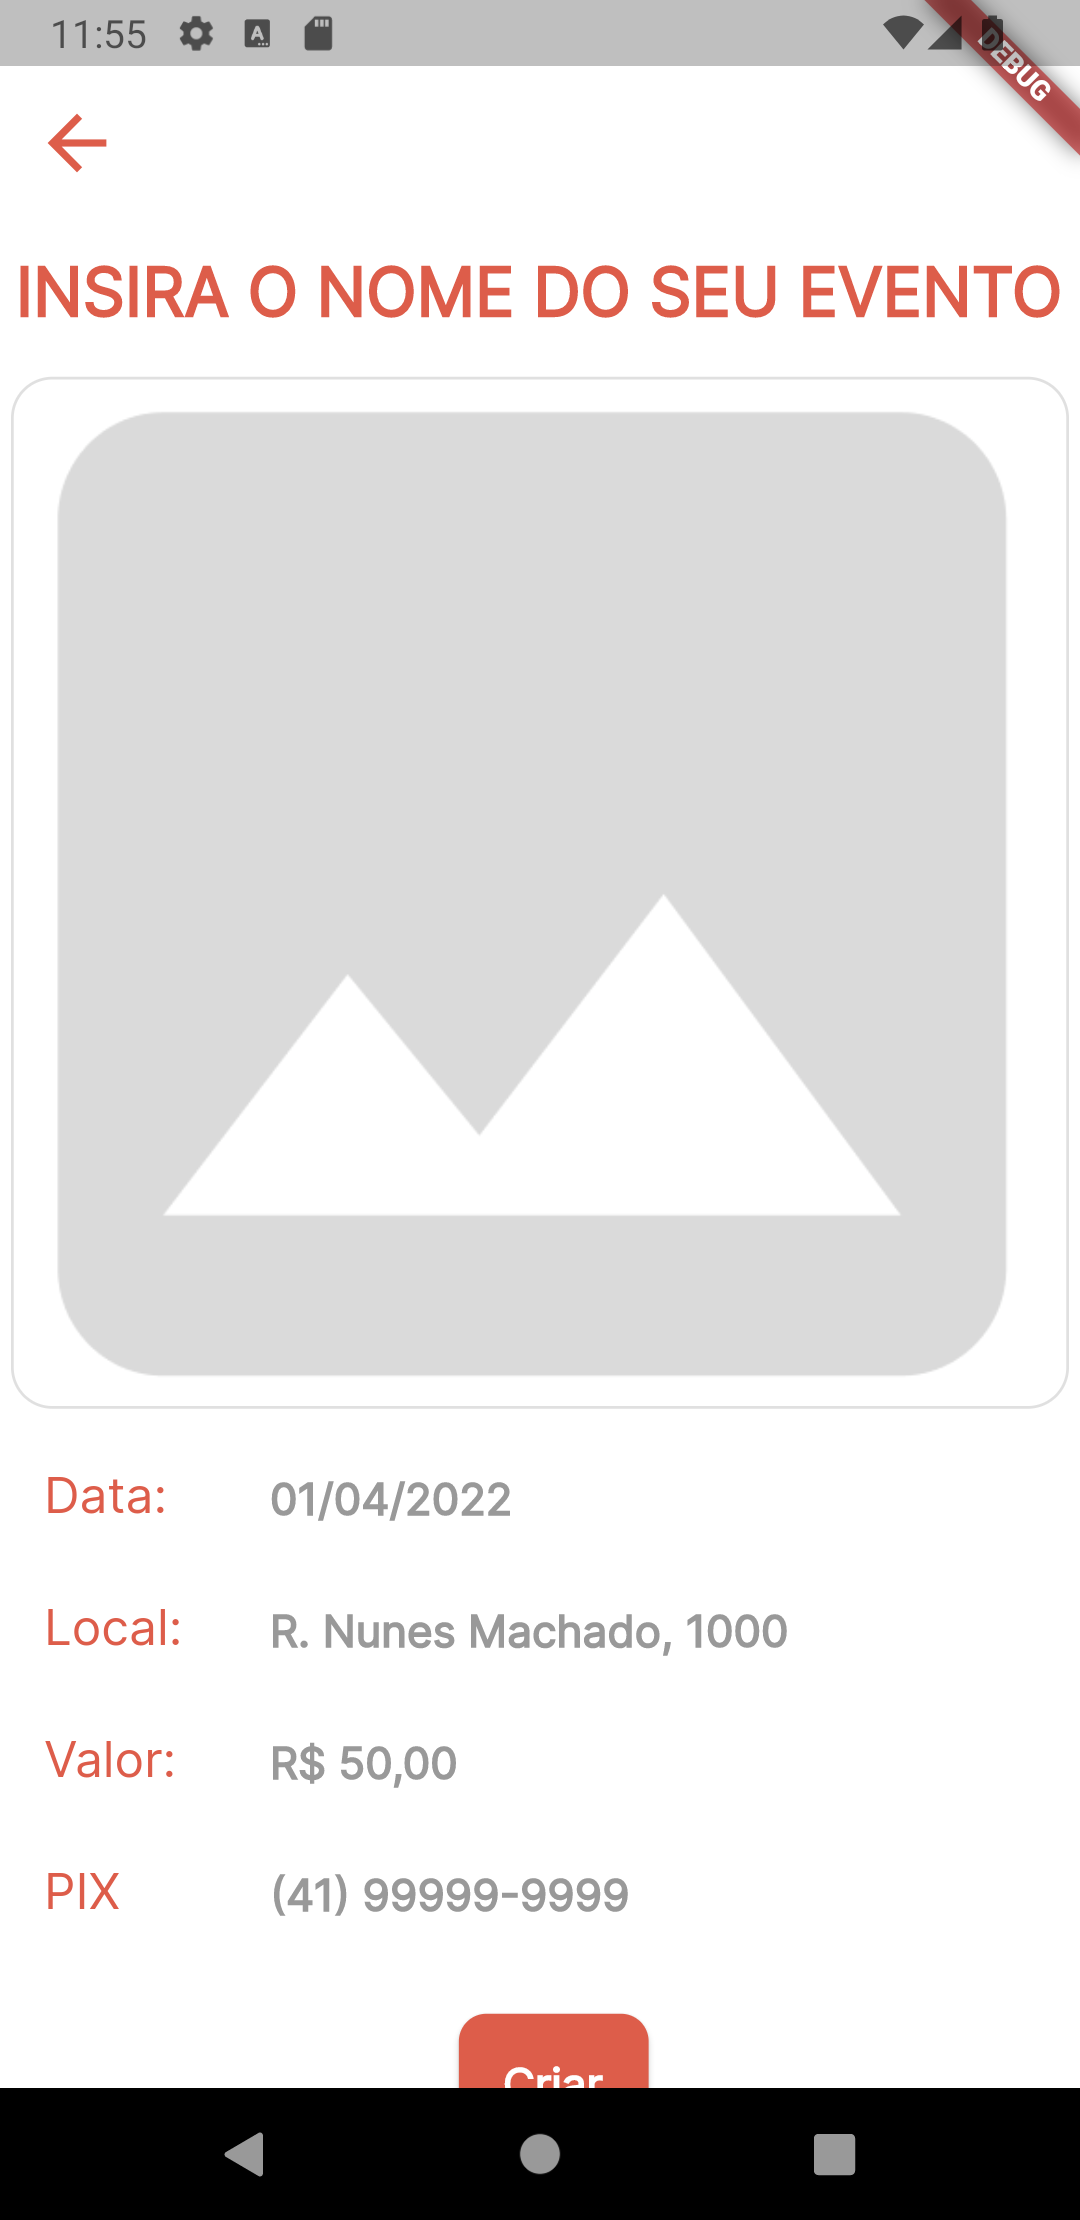 11:55
DEBUG
INSIRA O NOME DO SEU EVENTO
Data: 01/04/2022
Local: R. Nunes Machado, 1000
Valor: R$ 50,00
PIX (41) 99999-9999
Criar